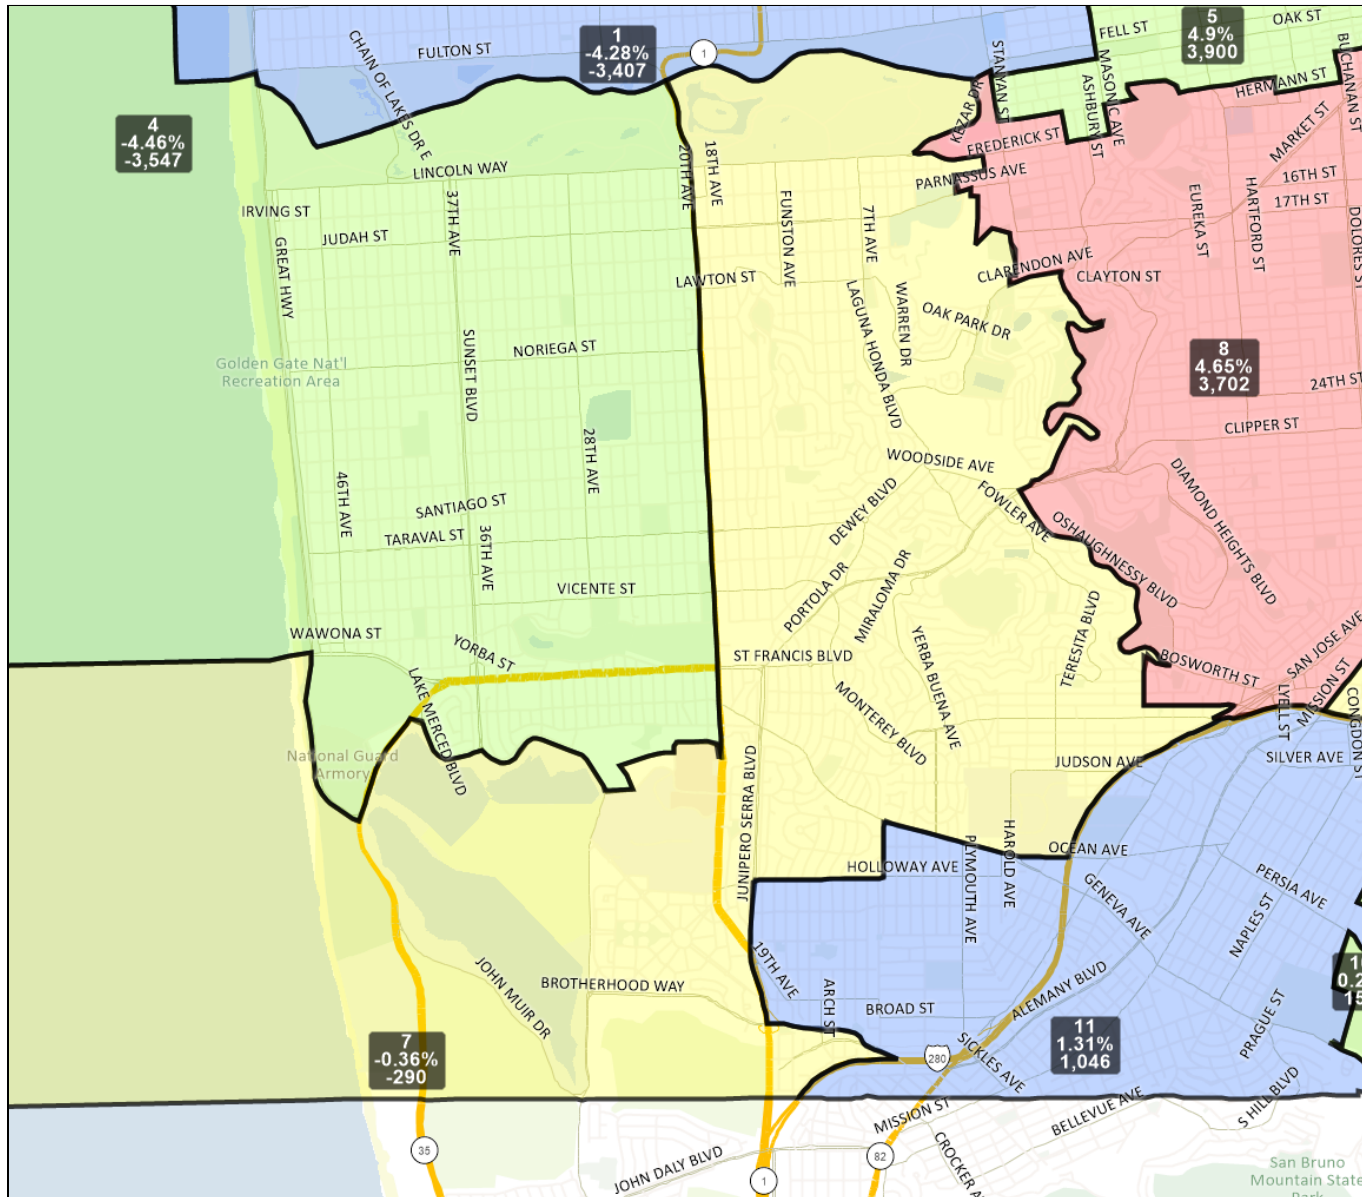 FULTON ST
CHAIN OF LAKES DR E
1
-4.28%
-3,407
1
STANYAN ST
FELL ST
MASONIC AVE
ASHBURY ST
5
4.9%
3,900
OAK ST
BUCHANAN ST
HERMANN ST
MARKET ST
4
-4.46%
-3,547
KEZAR DR
FREDERICK ST
PARNASSUS AVE
LINCOLN WAY
20TH AVE
18TH AVE
16TH ST
17TH ST
IRVING ST
JUDAH ST
37TH AVE
FUNSTON AVE
7TH AVE
EUREKA ST
HARTFORD ST
DOLORES ST
GREAT HWY
LAWTON ST
CLARENDON AVE
CLAYTON ST
LAGUNA HONDA BLVD
WARREN DR
OAK PARK DR
NORIEGA ST
SUNSET BLVD
Golden Gate Nat'l
Recreation Area
8
4.65%
3,702
24TH ST
CLIPPER ST
28TH AVE
WOODSIDE AVE
46TH AVE
SANTIAGO ST
TARAVAL ST
36TH AVE
DEWEY BLVD
FOWLER AVE
OSHAUGHNESSY BLVD
DIAMOND HEIGHTS BLVD
VICENTE ST
PORTOLA DR
MIRALOMA DR
TERESITA BLVD
WAWONA ST
YORBA ST
ST FRANCIS BLVD
YERBA BUENA AVE
BOSWORTH ST
SAN JOSE AVE
MISSION ST
LYELL ST
CONGDON ST
LAKE MERCED BLVD
MONTEREY BLVD
National Guard
Armory
JUNIPERO SERRA BLVD
JUDSON AVE
SILVER AVE
HOLLOWAY AVE
PLYMOUTH AVE
HAROLD AVE
OCEAN AVE
GENEVA AVE
PERSIA AVE
NAPLES ST
19TH AVE
JOHN MUIR DR
BROTHERHOOD WAY
ARCH ST
BROAD ST
ALEMANY BLVD
PRAGUE ST
7
-0.36%
-290
280
SICKLES AVE
11
1.31%
1,046
MISSION ST
BELLEVUE AVE
S HILL BLVD
35
JOHN DALY BLVD
1
82
CROCKER A
San Bruno
Mountain State
Park